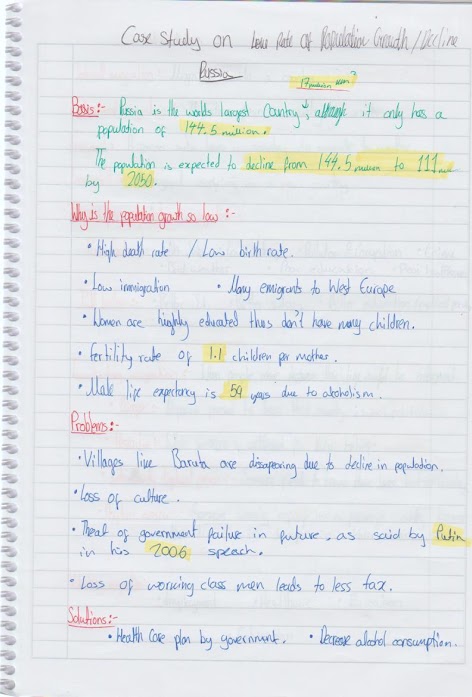 Case Study on Low Rate of Population Growth / Decline
Russia
17 million km²
Basis:- Russia is the worlds largest Country, although it only has a
population of 144.5 million.
The population is expected to decline from 144.5 million to 111 mil
by 2050.
Why is the population growth so low:-
• High death rate / Low birth rate.
• Low immigration • Many emigrants to West Europe
• Women are highly educated thus don't have many children.
• Fertility rate of 1.1 children per mother.
• Male life expectancy is 59 years due to alcoholism.
Problems:-
• Villages like Baruta are disapearing due to decline in population.
• Loss of culture.
• Threat of government failure in future. as said by Putin
in his 2006 speech.
• Loss of working class men leads to less tax.
Solutions:-
• Health Care plan by government. • Decrease alcohol consumption.